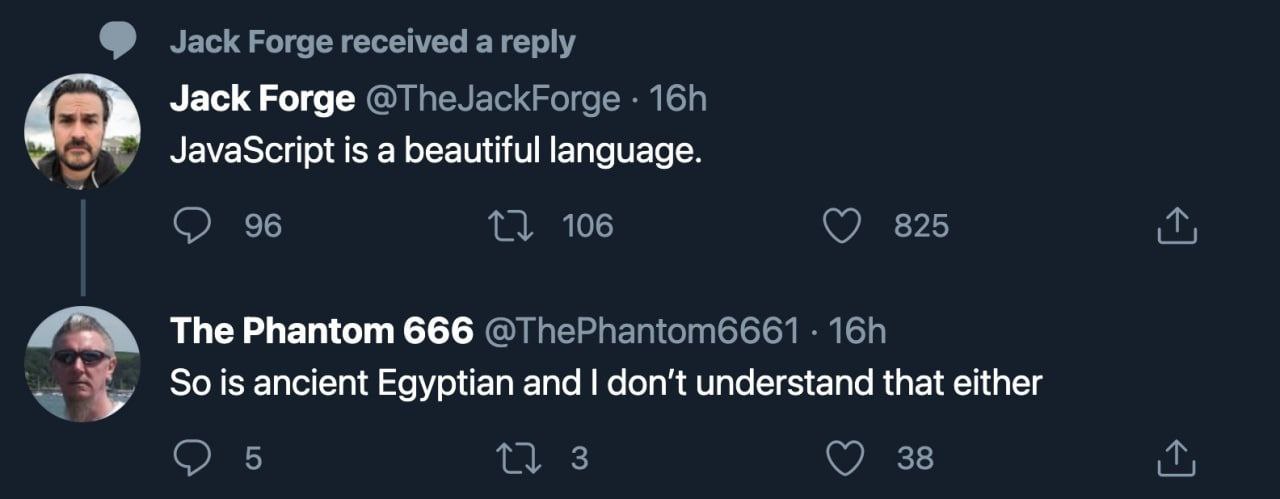 Jack Forge received a reply
Jack Forge @TheJackForge · 16h
JavaScript is a beautiful language.
96 106 825
The Phantom 666 @ThePhantom6661 · 16h
So is ancient Egyptian and I don’t understand that either
5 3 38